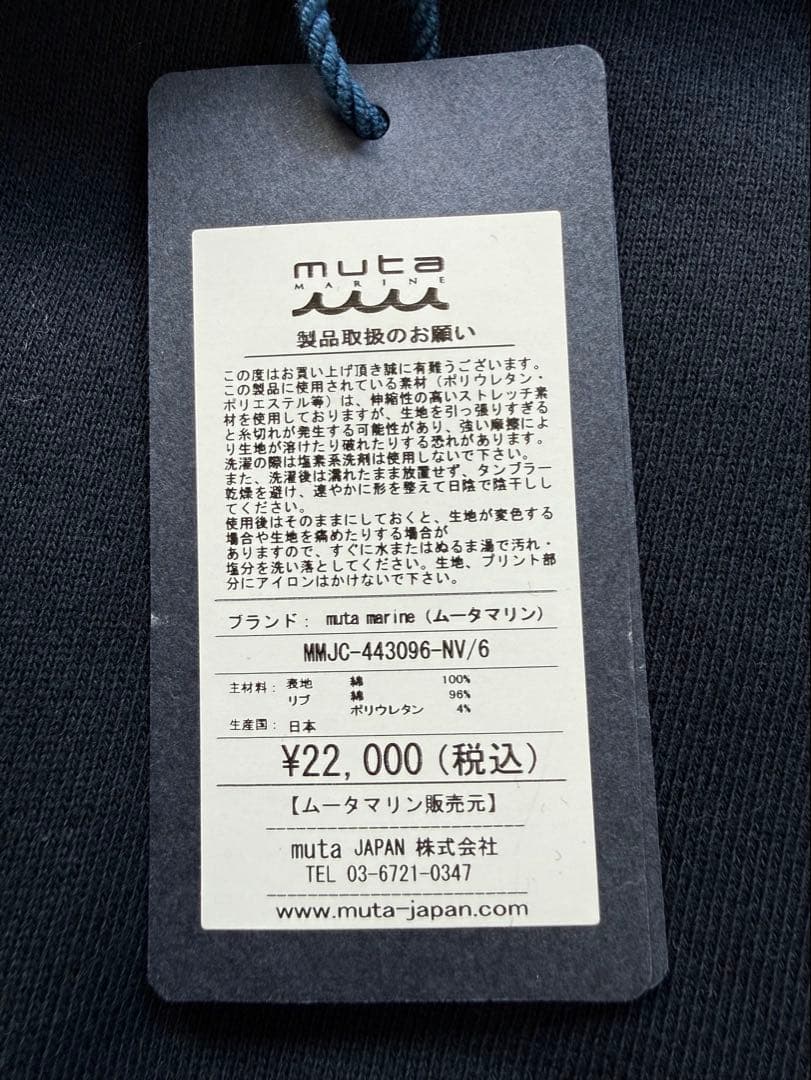 muta
MARINE
製品取扱のお願い
この度はお買い上げ頂き誠に有難うございます。
この製品に使用されている素材（ポリウレタン・
ポリエステル等）は、伸縮性の高いストレッチ素
材を使用しておりますが、生地を引っ張りすぎる
と糸切れが発生する可能性があり、強い摩擦によ
り生地が溶けたり破れたりする恐れがあります。
洗濯の際は塩素系洗剤は使用しないで下さい。
また、洗濯後は濡れたまま放置せず、タンブラー
乾燥を避け、速やかに形を整えて日陰で陰干しし
てください。
使用後はそのままにしておくと、生地が変色する
場合や生地を痛めたりする場合が
ありますので、すぐに水またはぬるま湯で汚れ・
塩分を洗い落としてください。生地、プリント部
分にアイロンはかけないで下さい。
ブランド： muta marine（ムータマリン）
MMJC-443096-NV/6
主材料： 表地 綿 100%
リブ 綿 96%
ポリウレタン 4%
生産国： 日本
¥22,000（税込）
【ムータマリン販売元】
muta JAPAN 株式会社
TEL 03-6721-0347
www.muta-japan.com